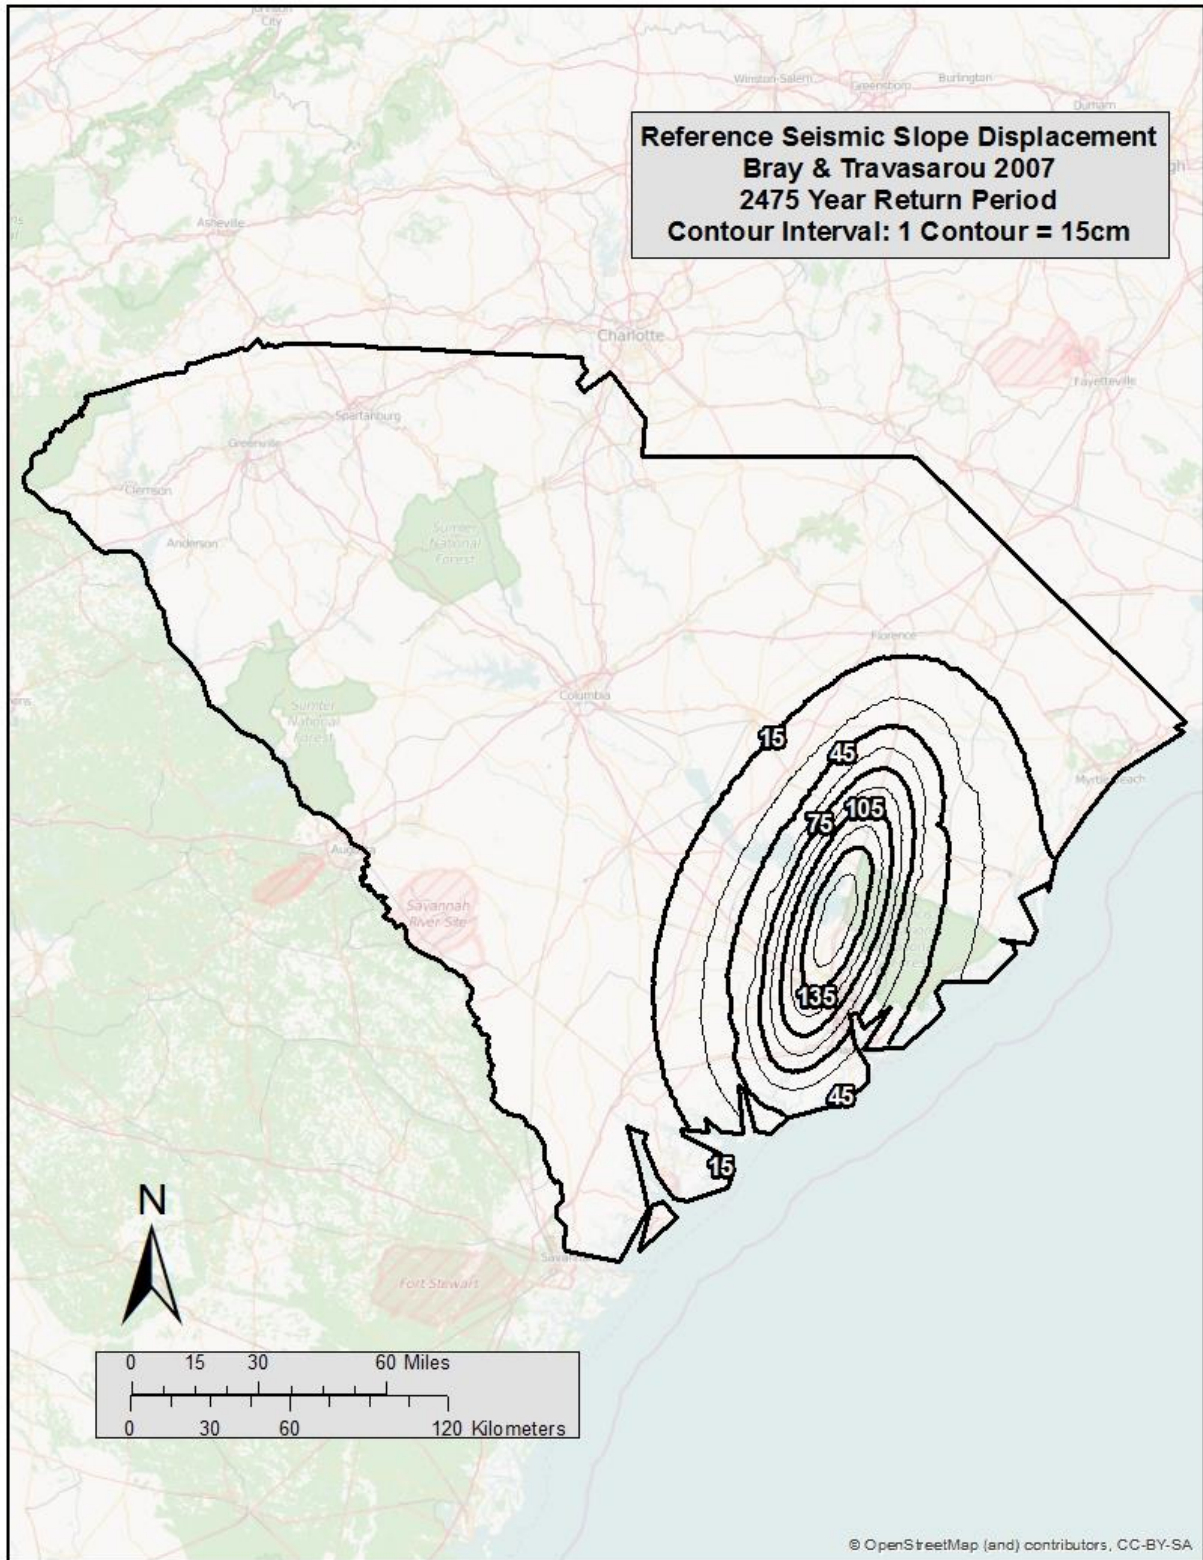 Johnson
City
Winston-Salem
Greensboro
Burlington
Durham
Reference Seismic Slope Displacement
Bray & Travasarou 2007
2475 Year Return Period
Contour Interval: 1 Contour = 15cm
Asheville
Charlotte
Fayetteville
Spartanburg
Greenville
Clemson
Anderson
Sumter
National
Forest
Florence
Columbia
Sumter
National
Forest
15
45
Myrtle Beach
75
105
Savannah
River Site
135
45
15
N
Fort Stewart
0 15 30 60 Miles
0 30 60 120 Kilometers
© OpenStreetMap (and) contributors, CC-BY-SA